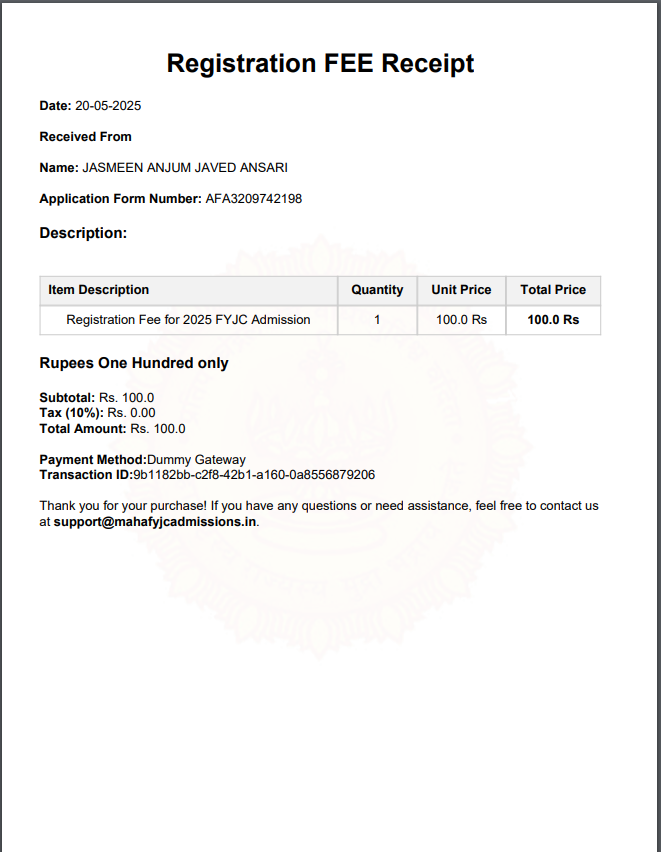 Registration FEE Receipt
Date: 20-05-2025
Received From
Name: JASMEEN ANJUM JAVED ANSARI
Application Form Number: AFA3209742198
Description:
Item Description Quantity Unit Price Total Price
Registration Fee for 2025 FYJC Admission 1 100.0 Rs 100.0 Rs
Rupees One Hundred only
Subtotal: Rs. 100.0
Tax (10%): Rs. 0.00
Total Amount: Rs. 100.0
Payment Method:Dummy Gateway
Transaction ID:9b1182bb-c2f8-42b1-a160-0a8556879206
Thank you for your purchase! If you have any questions or need assistance, feel free to contact us
at support@mahafyjcadmissions.in.